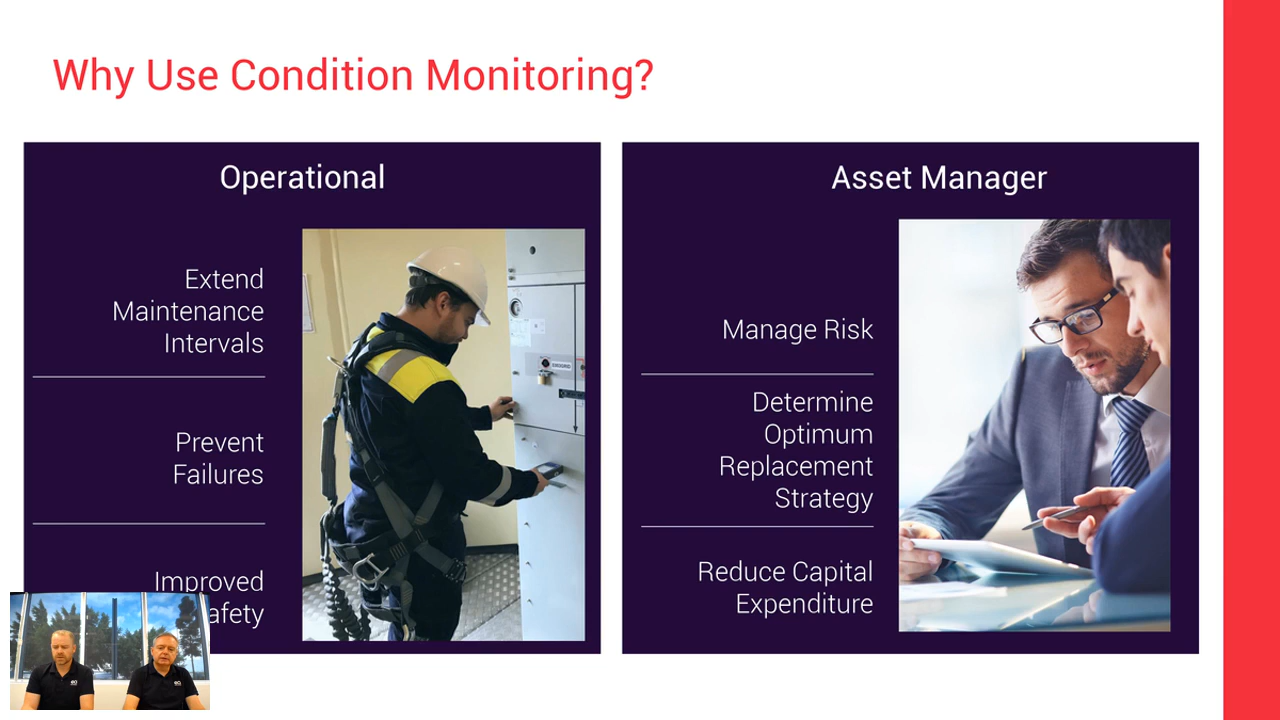 Why Use Condition Monitoring?
Operational
Extend
Maintenance
Intervals
Prevent
Failures
Improved
afety
Asset Manager
Manage Risk
Determine
Optimum
Replacement
Strategy
Reduce Capital
Expenditure